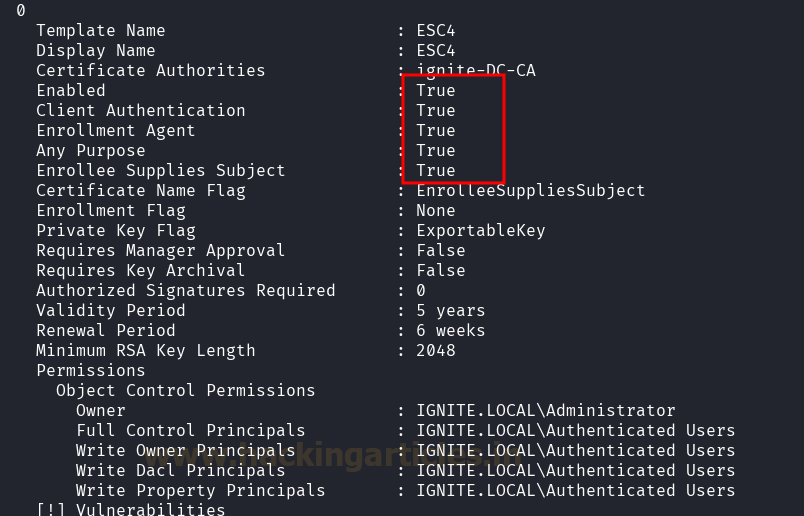 0
Template Name : ESC4
Display Name : ESC4
Certificate Authorities : ignite-DC-CA
Enabled : True
Client Authentication : True
Enrollment Agent : True
Any Purpose : True
Enrollee Supplies Subject : True
Certificate Name Flag : EnrolleeSuppliesSubject
Enrollment Flag : None
Private Key Flag : ExportableKey
Requires Manager Approval : False
Requires Key Archival : False
Authorized Signatures Required : 0
Validity Period : 5 years
Renewal Period : 6 weeks
Minimum RSA Key Length : 2048
Permissions
Object Control Permissions
Owner : IGNITE.LOCAL\Administrator
Full Control Principals : IGNITE.LOCAL\Authenticated Users
Write Owner Principals : IGNITE.LOCAL\Authenticated Users
www.hackingarticles.in
Write Dacl Principals : IGNITE.LOCAL\Authenticated Users
Write Property Principals : IGNITE.LOCAL\Authenticated Users
[!] Vulnerabilities